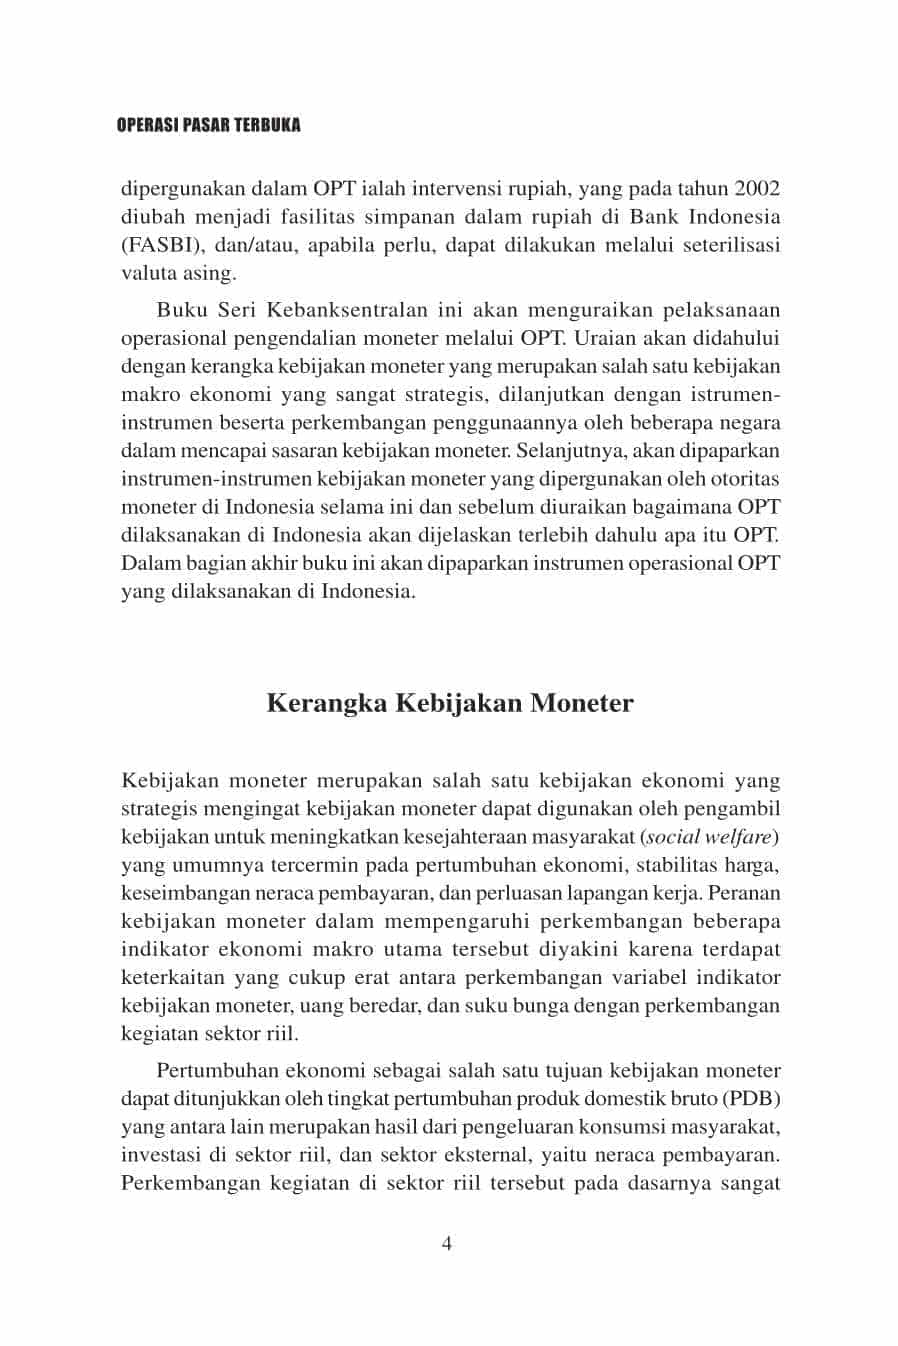 OPERASI PASAR TERBUKA
dipergunakan dalam OPT ialah intervensi rupiah, yang pada tahun 2002
diubah menjadi fasilitas simpanan dalam rupiah di Bank Indonesia
(FASBI), dan/atau, apabila perlu, dapat dilakukan melalui seterilisasi
valuta asing.
Buku Seri Kebanksentralan ini akan menguraikan pelaksanaan
operasional pengendalian moneter melalui OPT. Uraian akan didahului
dengan kerangka kebijakan moneter yang merupakan salah satu kebijakan
makro ekonomi yang sangat strategis, dilanjutkan dengan istrumen-
instrumen beserta perkembangan penggunaannya oleh beberapa negara
dalam mencapai sasaran kebijakan moneter. Selanjutnya, akan dipaparkan
instrumen-instrumen kebijakan moneter yang dipergunakan oleh otoritas
moneter di Indonesia selama ini dan sebelum diuraikan bagaimana OPT
dilaksanakan di Indonesia akan dijelaskan terlebih dahulu apa itu OPT.
Dalam bagian akhir buku ini akan dipaparkan instrumen operasional OPT
yang dilaksanakan di Indonesia.
Kerangka Kebijakan Moneter
Kebijakan moneter merupakan salah satu kebijakan ekonomi yang
strategis mengingat kebijakan moneter dapat digunakan oleh pengambil
kebijakan untuk meningkatkan kesejahteraan masyarakat (social welfare)
yang umumnya tercermin pada pertumbuhan ekonomi, stabilitas harga,
keseimbangan neraca pembayaran, dan perluasan lapangan kerja. Peranan
kebijakan moneter dalam mempengaruhi perkembangan beberapa
indikator ekonomi makro utama tersebut diyakini karena terdapat
keterkaitan yang cukup erat antara perkembangan variabel indikator
kebijakan moneter, uang beredar, dan suku bunga dengan perkembangan
kegiatan sektor riil.
Pertumbuhan ekonomi sebagai salah satu tujuan kebijakan moneter
dapat ditunjukkan oleh tingkat pertumbuhan produk domestik bruto (PDB)
yang antara lain merupakan hasil dari pengeluaran konsumsi masyarakat,
investasi di sektor riil, dan sektor eksternal, yaitu neraca pembayaran.
Perkembangan kegiatan di sektor riil tersebut pada dasarnya sangat
4